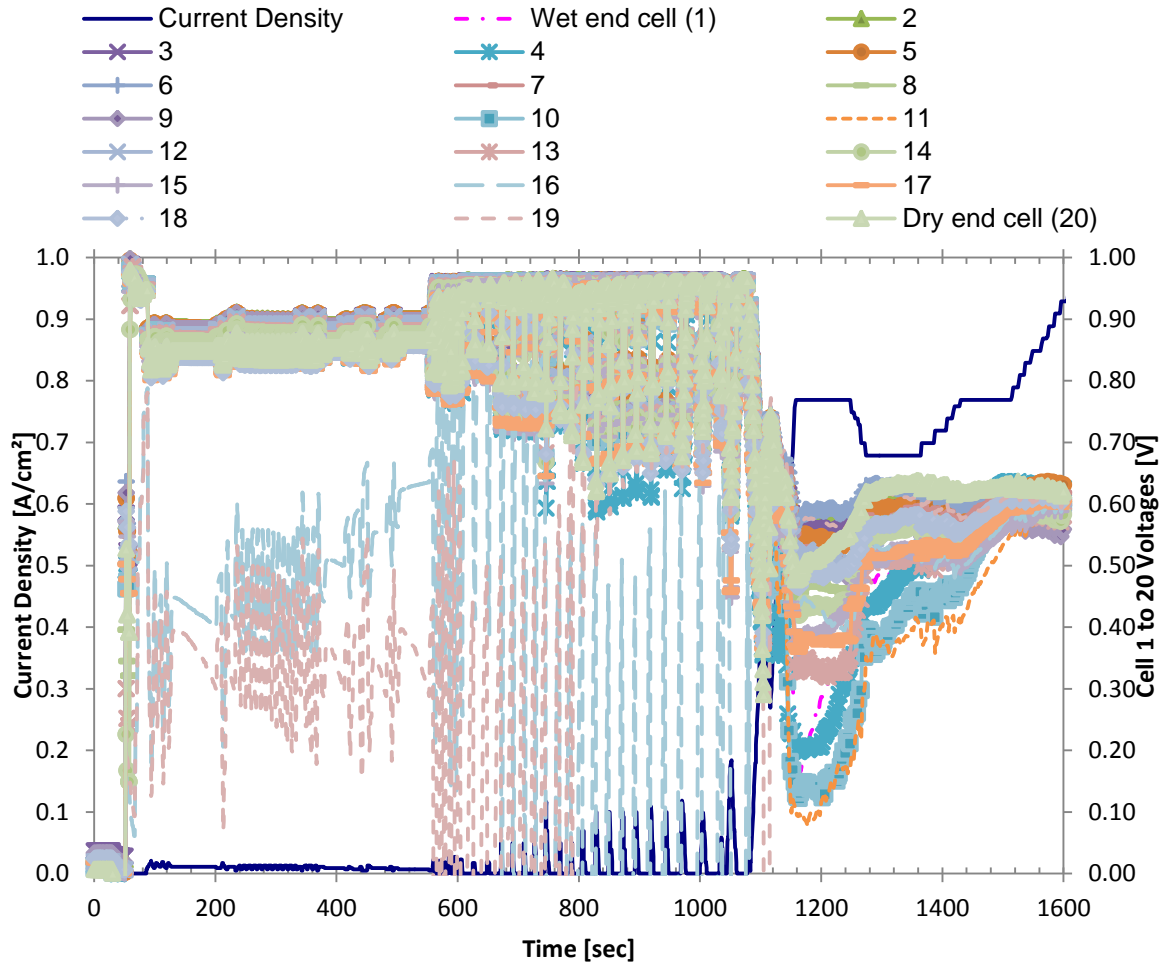 Current Density Wet end cell (1) 2
3 4 5
6 7 8
9 10 11
12 13 14
15 16 17
18 19 Dry end cell (20)
1.0 1.00
0.9 0.90
0.8 0.80
0.7 0.70
0.6 0.60
0.5 0.50
0.4 0.40
0.3 0.30
0.2 0.20
0.1 0.10
0.0 0.00
Current Density [A/cm²]
Cell 1 to 20 Voltages [V]
0 200 400 600 800 1000 1200 1400 1600
Time [sec]